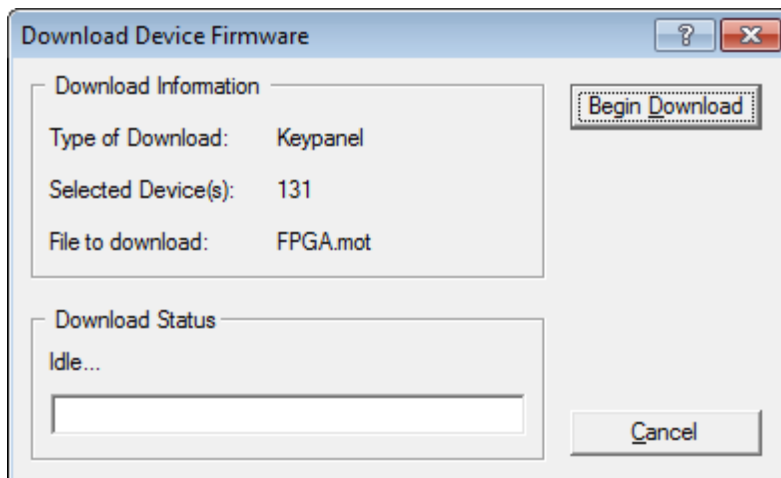 Download Device Firmware
Download Information
Type of Download: Keypanel
Selected Device(s): 131
File to download: FPGA.mot
Begin Download
Download Status
Idle...
Cancel